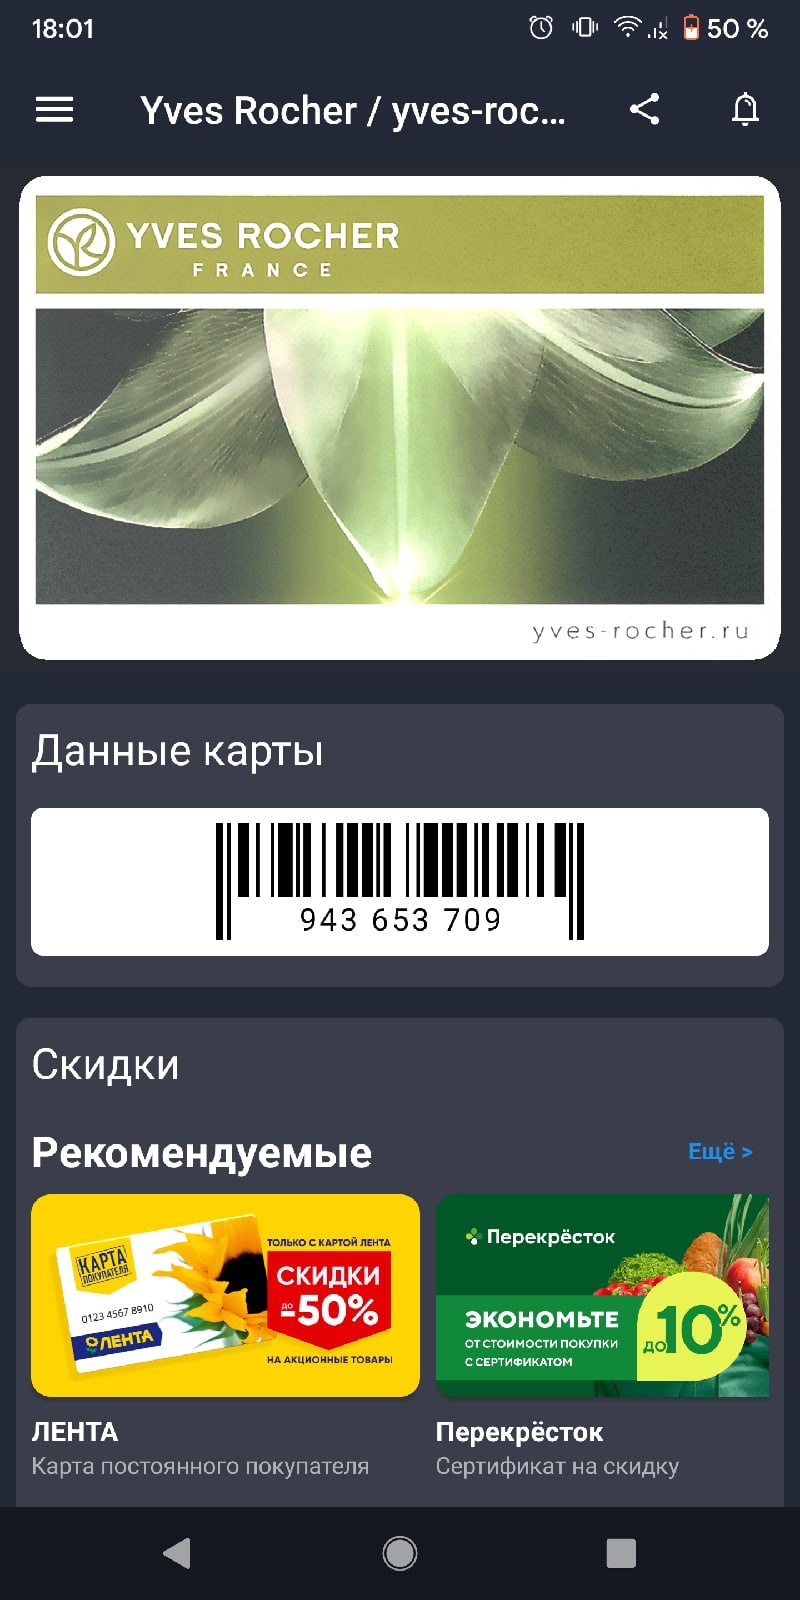 18:01
50 %
Yves Rocher / yves-roc...
YVES ROCHER
FRANCE
yves-rocher.ru
Данные карты
943 653 709
Скидки
Рекомендуемые
Ещё >
ТОЛЬКО С КАРТОЙ ЛЕНТА
КАРТА
ПОКУПАТЕЛЯ
СКИДКИ
до
-50%
0123 4567 8910
ЛЕНТА
НА АКЦИОННЫЕ ТОВАРЫ
Перекрёсток
ЭКОНОМЬТЕ
ОТ СТОИМОСТИ ПОКУПКИ
С СЕРТИФИКАТОМ
ДО 10%
ЛЕНТА
Карта постоянного покупателя
Перекрёсток
Сертификат на скидку